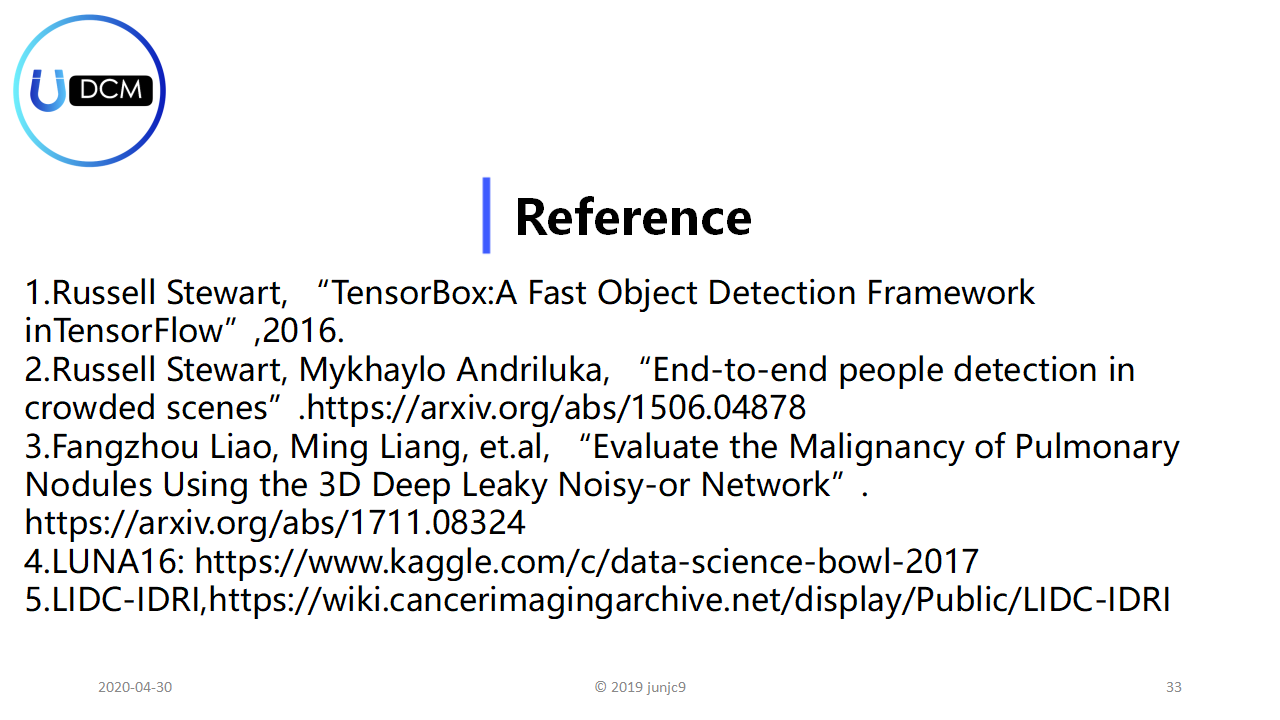 U DCM
Reference
1.Russell Stewart, “TensorBox:A Fast Object Detection Framework
inTensorFlow”,2016.
2.Russell Stewart, Mykhaylo Andriluka, “End-to-end people detection in
crowded scenes”.https://arxiv.org/abs/1506.04878
3.Fangzhou Liao, Ming Liang, et.al, “Evaluate the Malignancy of Pulmonary
Nodules Using the 3D Deep Leaky Noisy-or Network”.
https://arxiv.org/abs/1711.08324
4.LUNA16: https://www.kaggle.com/c/data-science-bowl-2017
5.LIDC-IDRI,https://wiki.cancerimagingarchive.net/display/Public/LIDC-IDRI
2020-04-30
© 2019 junjc9
33